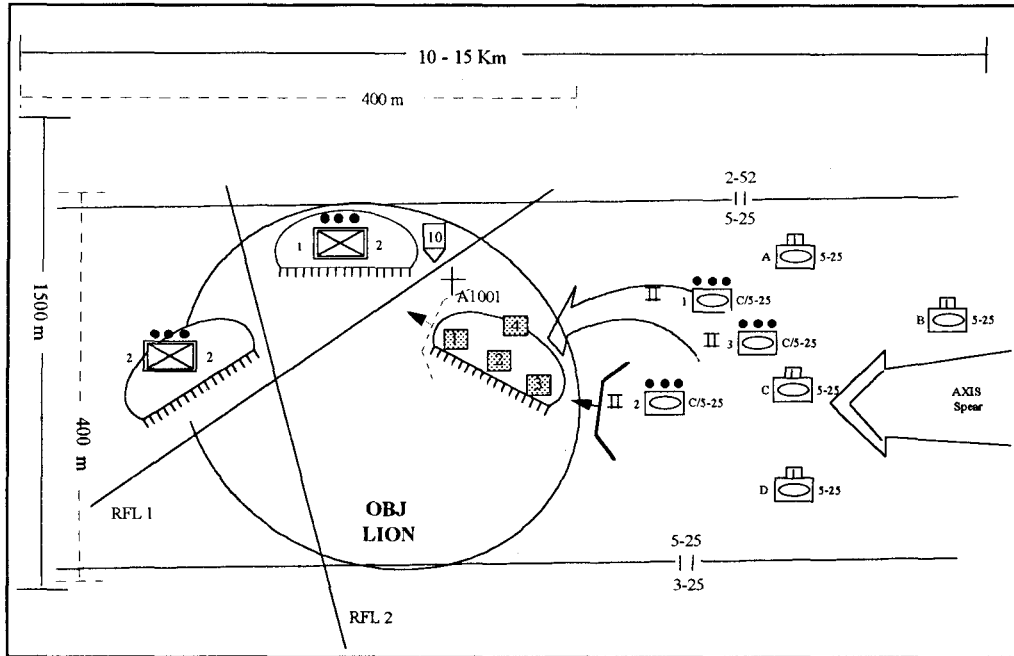 10 - 15 Km
400 m
2-52
5-25
1 2
10
A 5-25
A1001
1 C/5-25
B 5-25
3 C/5-25
1500 m
400 m
1
4
2
3
2 2
2 C/5-25
C 5-25
AXIS
Spear
D 5-25
RFL 1
OBJ
LION
5-25
3-25
RFL 2